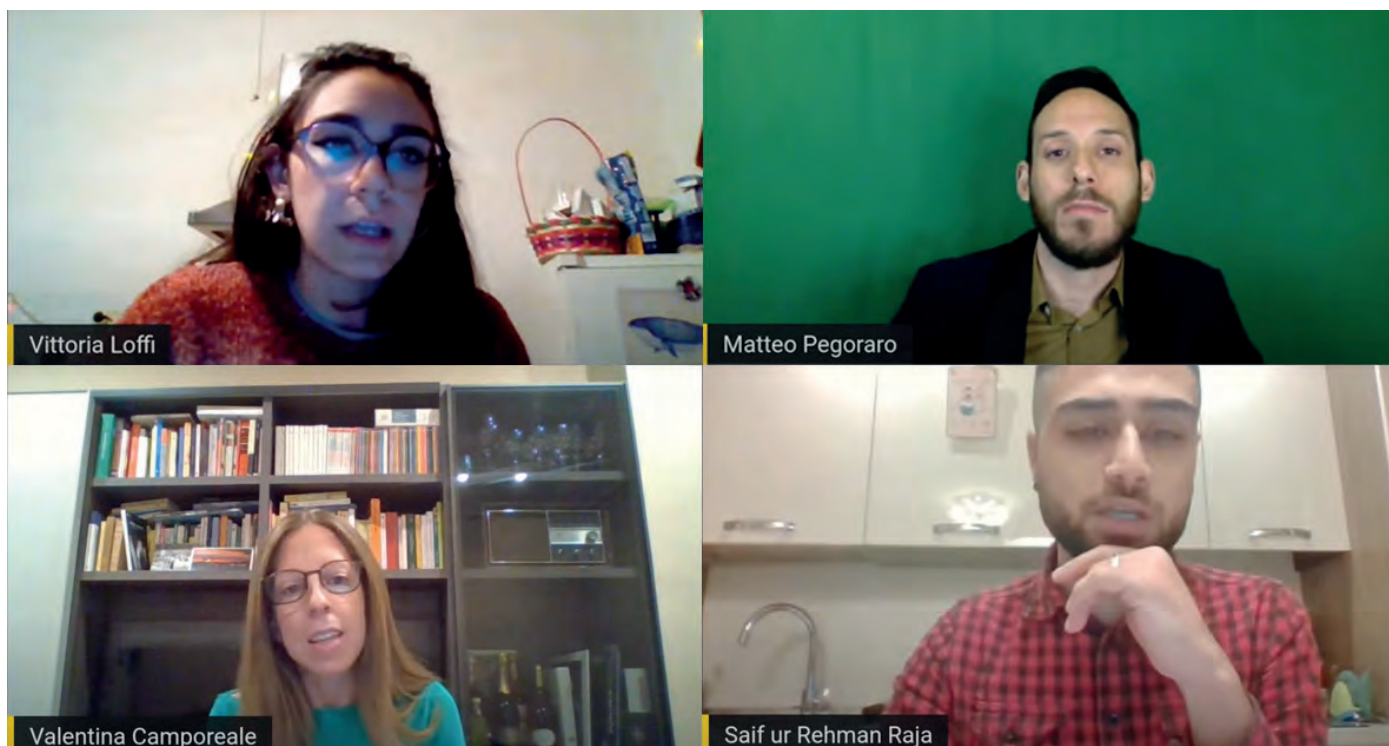 Vittoria Loffi
Matteo Pegoraro
Valentina Camporeale
Saif ur Rehman Raja